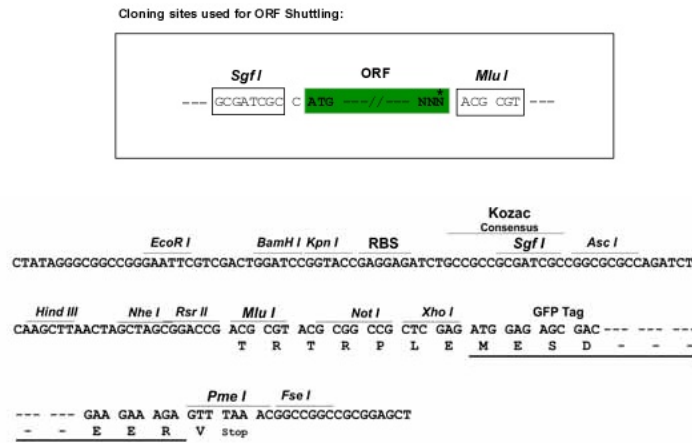 Cloning sites used for ORF Shuttling:
Sgf I ORF Mlu I
--- GCGATCGC C ATG ---//--- NNN* ACG CGT ---
Kozac
Consensus
EcoR I BamH I Kpn I RBS Sgf I Asc I
CTATAGGGCGGCCGGGAATTCGTCGACTGGATCCGGTACCGAGGAGATCTGCCGCCGCGATCGCCGGCGCGCCAGATCT
Hind III Nhe I Rsr II Mlu I Not I Xho I GFP Tag
CAAGCTTAACTAGCTAGCGGACCG ACG CGT ACG CGG CCG CTC GAG ATG GAG AGC GAC--- --- ---
T R T R P L E M E S D - - -
Pme I Fse I
--- --- GAA GAA AGA GTT TAA ACGGCCGGCCGCGGAGCT
- - E E R V Stop